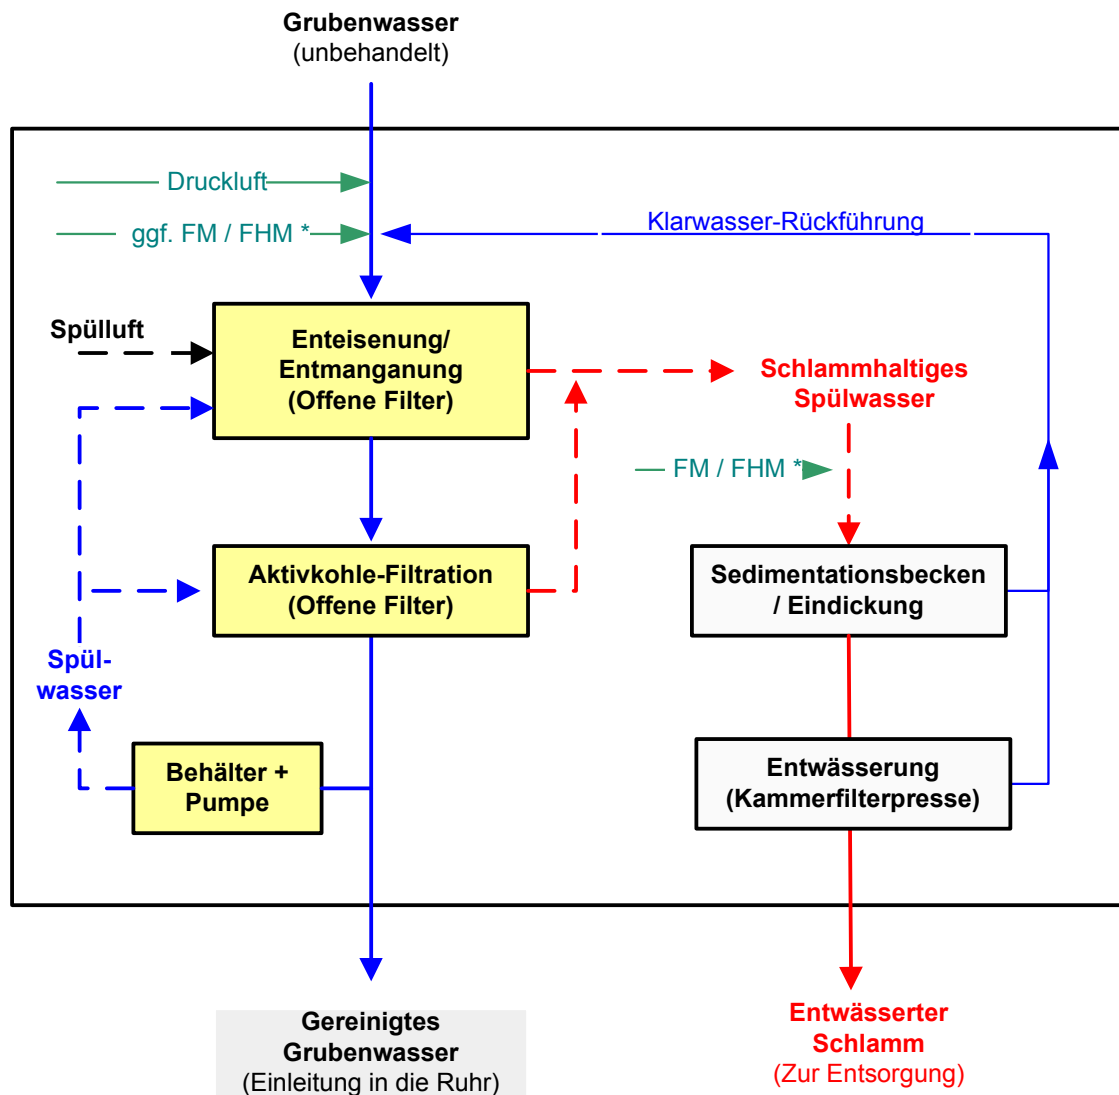 Grubenwasser
(unbehandelt)
Druckluft
ggf. FM / FHM *
Klarwasser-Rückführung
Spülluft
Enteisenung/
Entmanganung
(Offene Filter)
Schlammhaltiges
Spülwasser
FM / FHM *
Aktivkohle-Filtration
(Offene Filter)
Sedimentationsbecken
/ Eindickung
Spül-
wasser
Behälter +
Pumpe
Entwässerung
(Kammerfilterpresse)
Gereinigtes
Grubenwasser
(Einleitung in die Ruhr)
Entwässerter
Schlamm
(Zur Entsorgung)